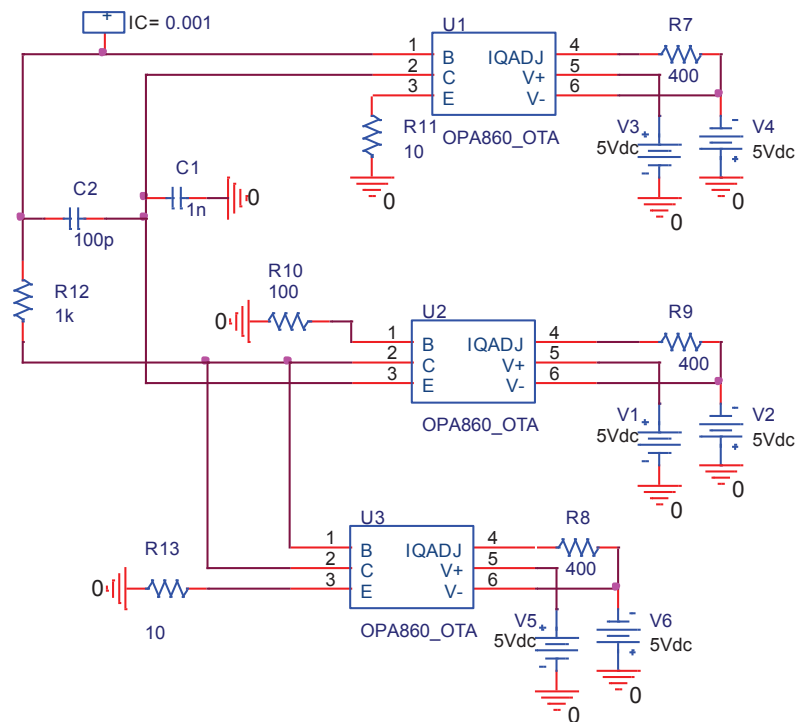 +
IC= 0.001
U1
1 B IQADJ 4
2 C V+ 5
3 E V- 6
OPA860_OTA
R7
400
R11
10
0
V3
5Vdc
+
-
0
V4
5Vdc
-
+
0
C2
100p
C1
1n
0
R12
1k
R10
100
0
U2
1 B IQADJ 4
2 C V+ 5
3 E V- 6
OPA860_OTA
R9
400
V1
5Vdc
+
-
0
V2
5Vdc
-
+
0
U3
1 B IQADJ 4
2 C V+ 5
3 E V- 6
OPA860_OTA
R8
400
R13
10
0
V5
5Vdc
+
-
0
V6
5Vdc
-
+
0